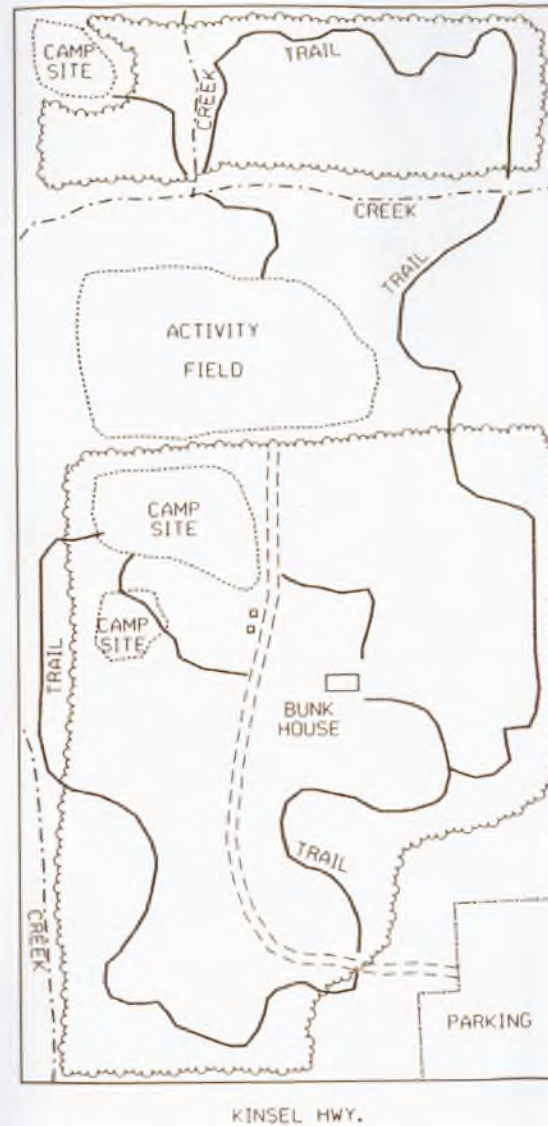 CAMP
SITE
TRAIL
CREEK
CREEK
TRAIL
ACTIVITY
FIELD
CAMP
SITE
CAMP
SITE
TRAIL
BUNK
HOUSE
TRAIL
CREEK
PARKING
KINSEL HWY.